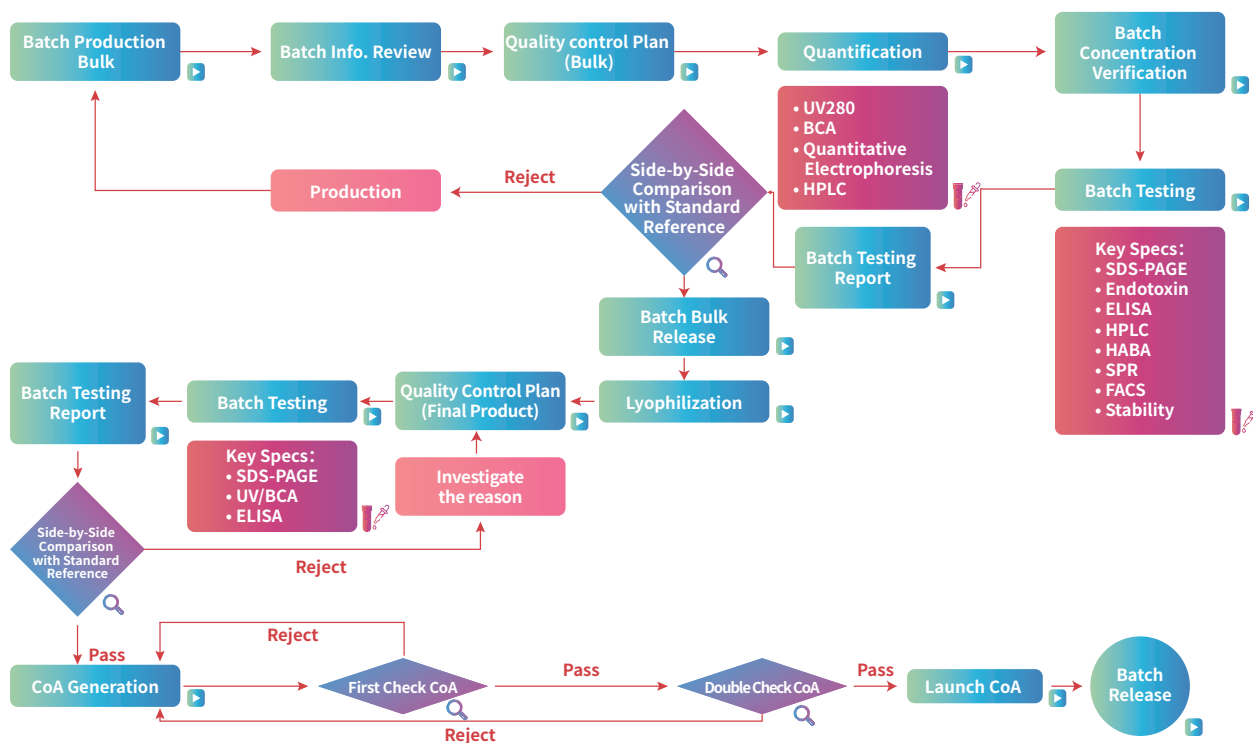 Batch Production
Bulk
Batch Info. Review
Quality control Plan
(Bulk)
Quantification
Batch
Concentration
Verification
• UV280
• BCA
• Quantitative
Electrophoresis
• HPLC
Side-by-Side
Comparison
with Standard
Reference
Reject
Production
Batch Testing
Batch Testing
Report
Key Specs:
• SDS-PAGE
• Endotoxin
• ELISA
• HPLC
• HABA
• SPR
• FACS
• Stability
Batch Bulk
Release
Lyophilization
Quality Control Plan
(Final Product)
Batch Testing
Batch Testing
Report
Key Specs:
• SDS-PAGE
• UV/BCA
• ELISA
Investigate
the reason
Side-by-Side
Comparison
with Standard
Reference
Reject
Pass
Reject
CoA Generation
First Check CoA
Pass
Double Check CoA
Pass
Launch CoA
Batch
Release
Reject